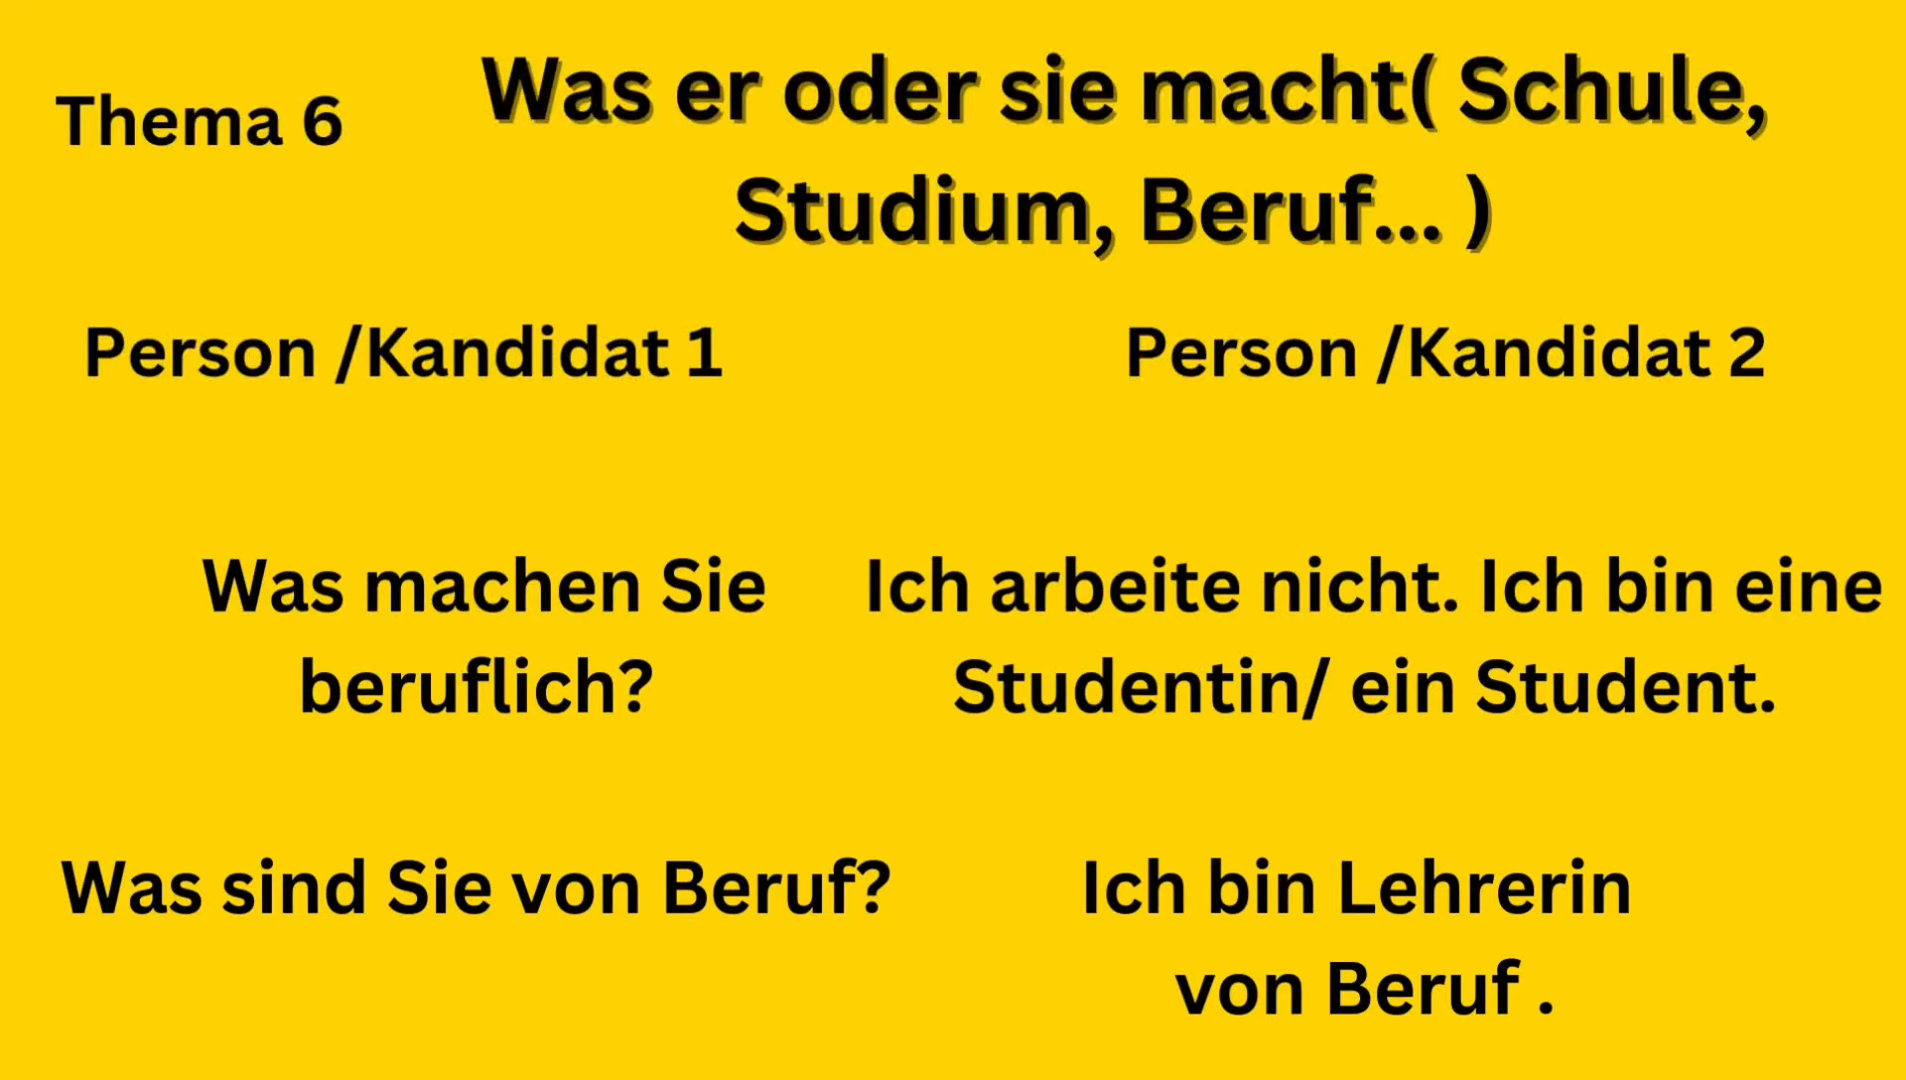 Thema 6
Was er oder sie macht( Schule,
Studium, Beruf... )
Person /Kandidat 1
Person /Kandidat 2
Was machen Sie
beruflich?
Ich arbeite nicht. Ich bin eine
Studentin/ ein Student.
Was sind Sie von Beruf?
Ich bin Lehrerin
von Beruf .